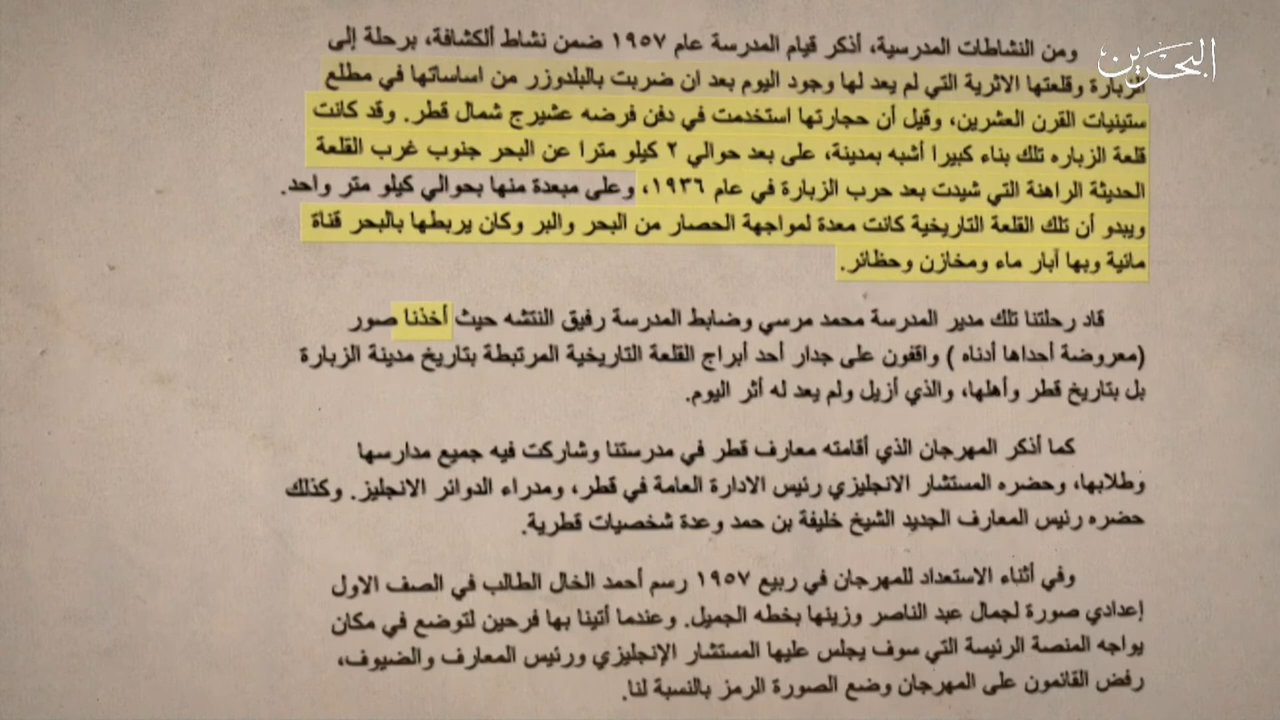 البحرين
ومن النشاطات المدرسية، أذكر قيام المدرسة عام ١٩٥٧ ضمن نشاط ألكشافة، برحلة إلى
الزبارة وقلعتها الاثرية التي لم يعد لها وجود اليوم بعد ان ضربت بالبلدوزر من اساساتها في مطلع
ستينيات القرن العشرين، وقيل أن حجارتها استخدمت في دفن فرضه عشيرج شمال قطر. وقد كانت
قلعة الزباره تلك بناء كبيرا أشبه بمدينة، على بعد حوالي ٢ كيلو مترا عن البحر جنوب غرب القلعة
الحديثة الراهنة التي شيدت بعد حرب الزبارة في عام ١٩٣٦، وعلى مبعدة منها بحوالي كيلو متر واحد.
ويبدو أن تلك القلعة التاريخية كانت معدة لمواجهة الحصار من البحر والبر وكان يربطها بالبحر قناة
مائية وبها آبار ماء ومخازن وحظائر.
قاد رحلتنا تلك مدير المدرسة محمد مرسي وضابط المدرسة رفيق النتشه حيث أخذنا صور
(معروضة أحداها أدناه ) واقفون على جدار أحد أبراج القلعة التاريخية المرتبطة بتاريخ مدينة الزبارة
بل بتاريخ قطر وأهلها، والذي أزيل ولم يعد له أثر اليوم.
كما أذكر المهرجان الذي أقامته معارف قطر في مدرستنا وشاركت فيه جميع مدارسها
وطلابها، وحضره المستشار الانجليزي رئيس الادارة العامة في قطر، ومدراء الدوائر الانجليز. وكذلك
حضره رئيس المعارف الجديد الشيخ خليفة بن حمد وعدة شخصيات قطرية.
وفي أثناء الاستعداد للمهرجان في ربيع ١٩٥٧ رسم أحمد الخال الطالب في الصف الاول
إعدادي صورة لجمال عبد الناصر وزينها بخطه الجميل. وعندما أتينا بها فرحين لتوضع في مكان
يواجه المنصة الرئيسة التي سوف يجلس عليها المستشار الإنجليزي ورئيس المعارف والضيوف،
رفض القائمون على المهرجان وضع الصورة الرمز بالنسبة لنا.